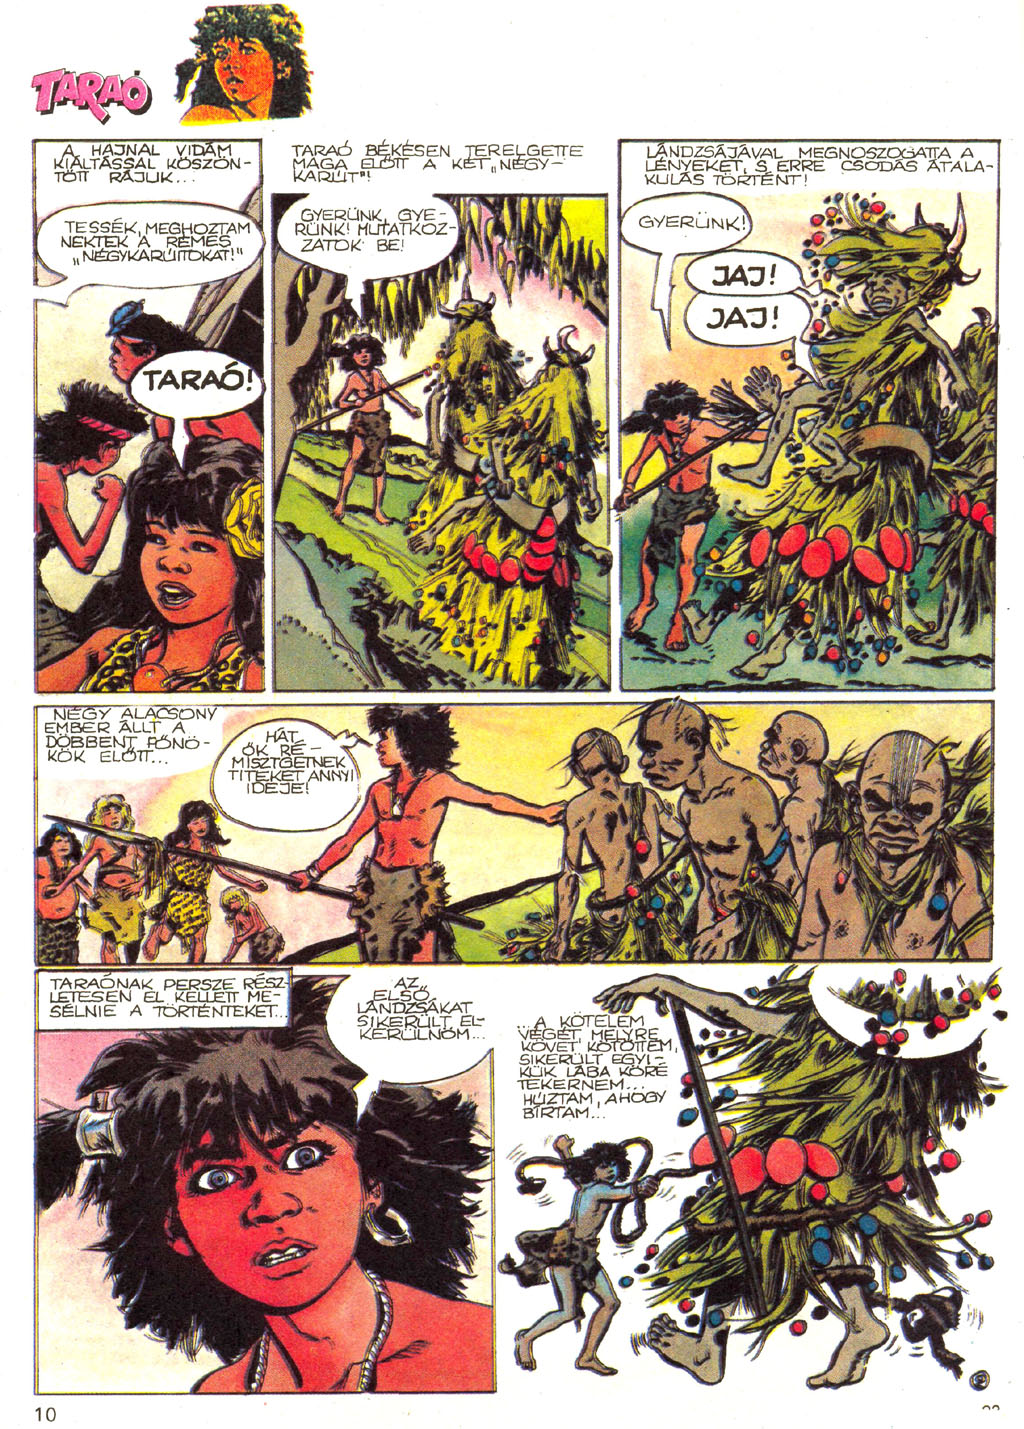 TARAÓ
A HAJNAL VIDÁM
KIÁLTÁSSAL KÖSZÖN-
TÖTT RÁJUK...
TESSÉK, MEGHOZTAM
NEKTEK A RÉMES
„NÉGYKARÚITOKAT!"
TARAÓ!
TARAÓ BÉKÉSEN TERELGETTE
MAGA ELŐTT A KÉT „NÉGY-
KARÚT"!
GYERÜNK, GYE-
RÜNK! MUTATKOZ-
ZATOK BE!
LÁNDZSÁJÁVAL MEGNOSZOGATTA A
LÉNYEKET, S ERRE CSODÁS ÁTALA-
KULÁS TÖRTÉNT!
GYERÜNK!
JAJ!
JAJ!
NÉGY ALACSONY
EMBER ÁLLT A
DÖBBENT FŐNÖ-
KÖK ELŐTT...
HÁT
ŐK RÉ-
MISZTGETNEK
TITEKET ANNYI
IDEJE!
TARAÓNAK PERSZE RÉSZ-
LETESEN EL KELLETT ME-
SÉLNIE A TÖRTÉNTEKET...
AZ
ELSŐ
LÁNDZSÁKAT
SIKERÜLT EL-
KERÜLNÖM...
A KÖTELEM
VÉGÉT, MELYRE
KÖVET KÖTÖTTEM,
SIKERÜLT EGYI-
KÜK LÁBA KÖRÉ
TEKERNEM...
HÚZTAM, AHOGY
BÍRTAM...
10